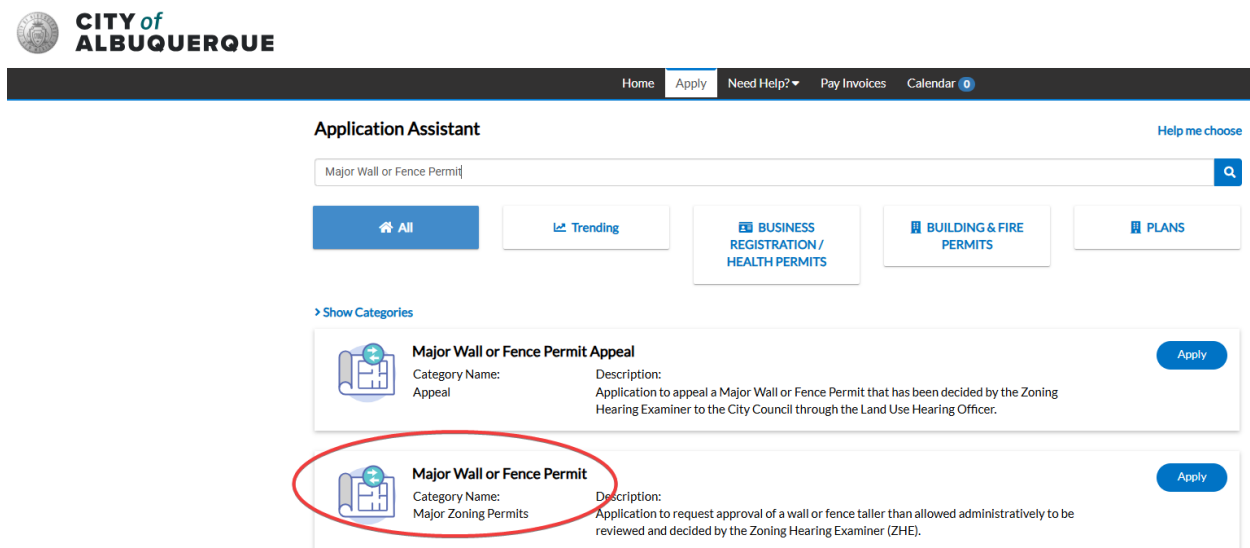 CITY of
ALBUQUERQUE
Home Apply Need Help? Pay Invoices Calendar 0
Application Assistant
Help me choose
Major Wall or Fence Permit
All
Trending
BUSINESS
REGISTRATION /
HEALTH PERMITS
BUILDING & FIRE
PERMITS
PLANS
Show Categories
Major Wall or Fence Permit Appeal
Apply
Category Name:
Appeal
Description:
Application to appeal a Major Wall or Fence Permit that has been decided by the Zoning
Hearing Examiner to the City Council through the Land Use Hearing Officer.
Major Wall or Fence Permit
Apply
Category Name:
Major Zoning Permits
Description:
Application to request approval of a wall or fence taller than allowed administratively to be
reviewed and decided by the Zoning Hearing Examiner (ZHE).